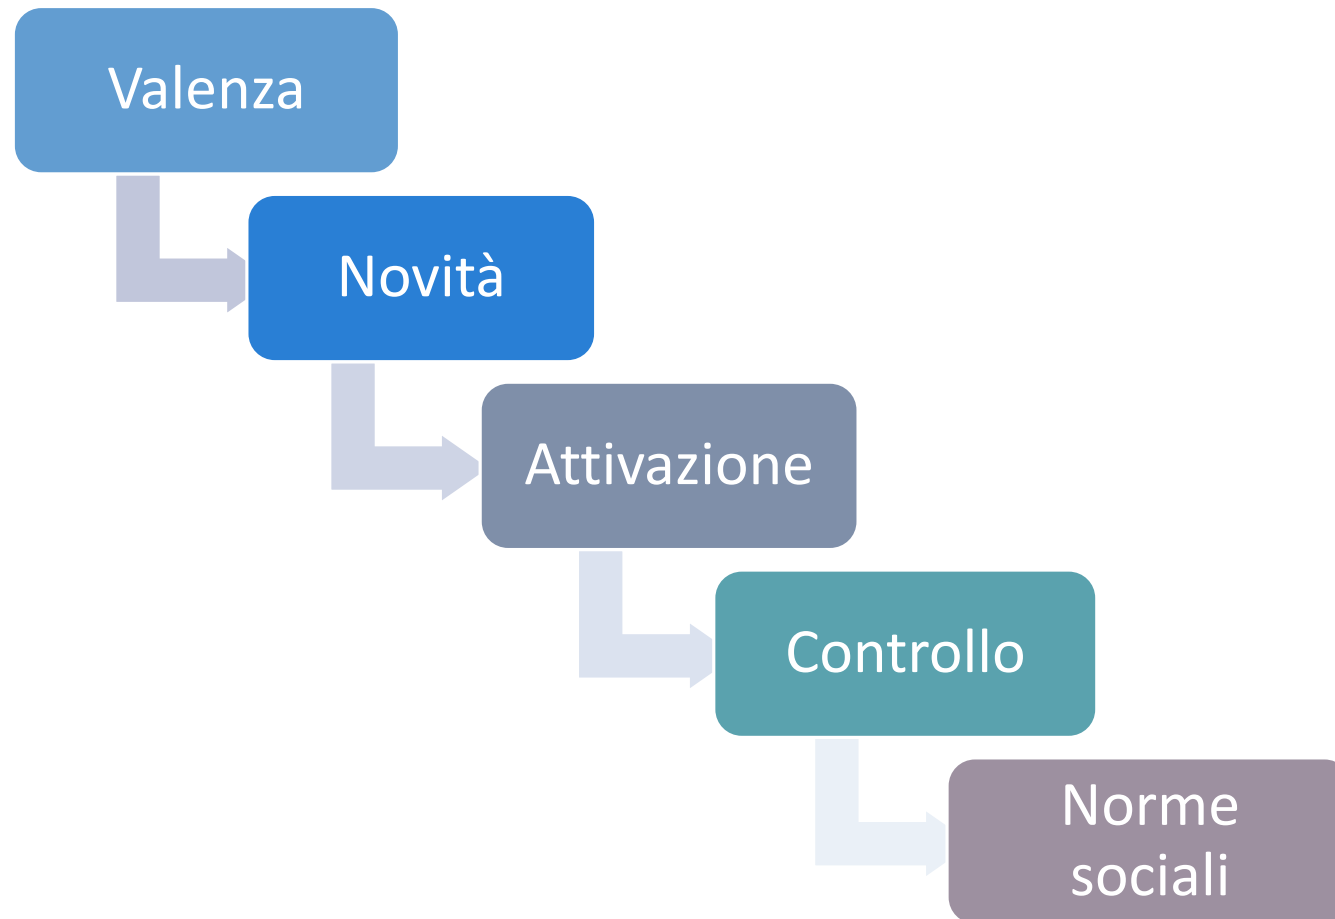 Valenza
Novità
Attivazione
Controllo
Norme
sociali